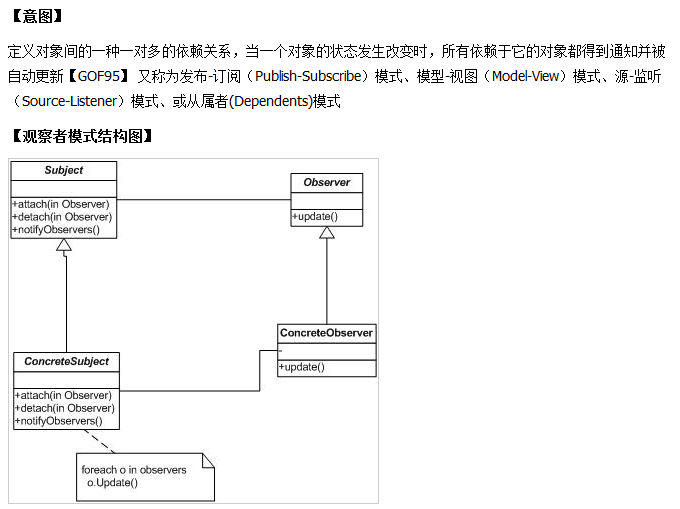 【意图】
定义对象间的一种一对多的依赖关系，当一个对象的状态发生改变时，所有依赖于它的对象都得到通知并被
自动更新【GOF95】 又称为发布-订阅（Publish-Subscribe）模式、模型-视图（Model-View）模式、源-监听
（Source-Listener）模式、或从属者(Dependents)模式
【观察者模式结构图】
Subject
+attach(in Observer)
+detach(in Observer)
+notifyObservers()
Observer
+update()
ConcreteObserver
-
+update()
ConcreteSubject
+attach(in Observer)
+detach(in Observer)
+notifyObservers()
foreach o in observers
o.Update()